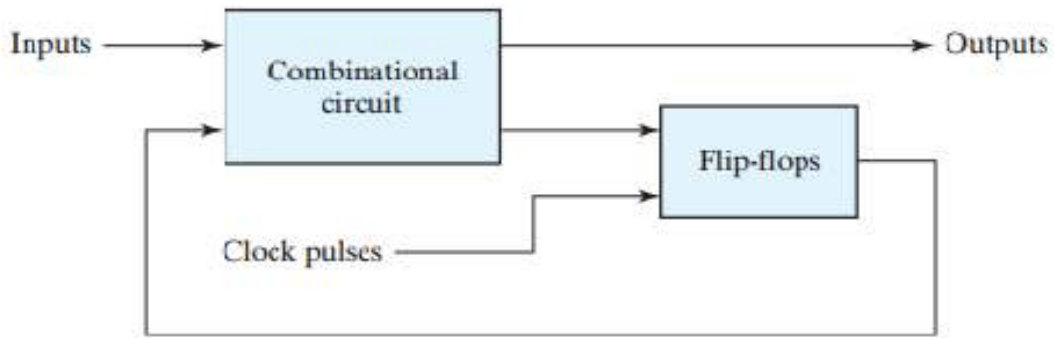 Inputs
Combinational
circuit
Outputs
Flip-flops
Clock pulses